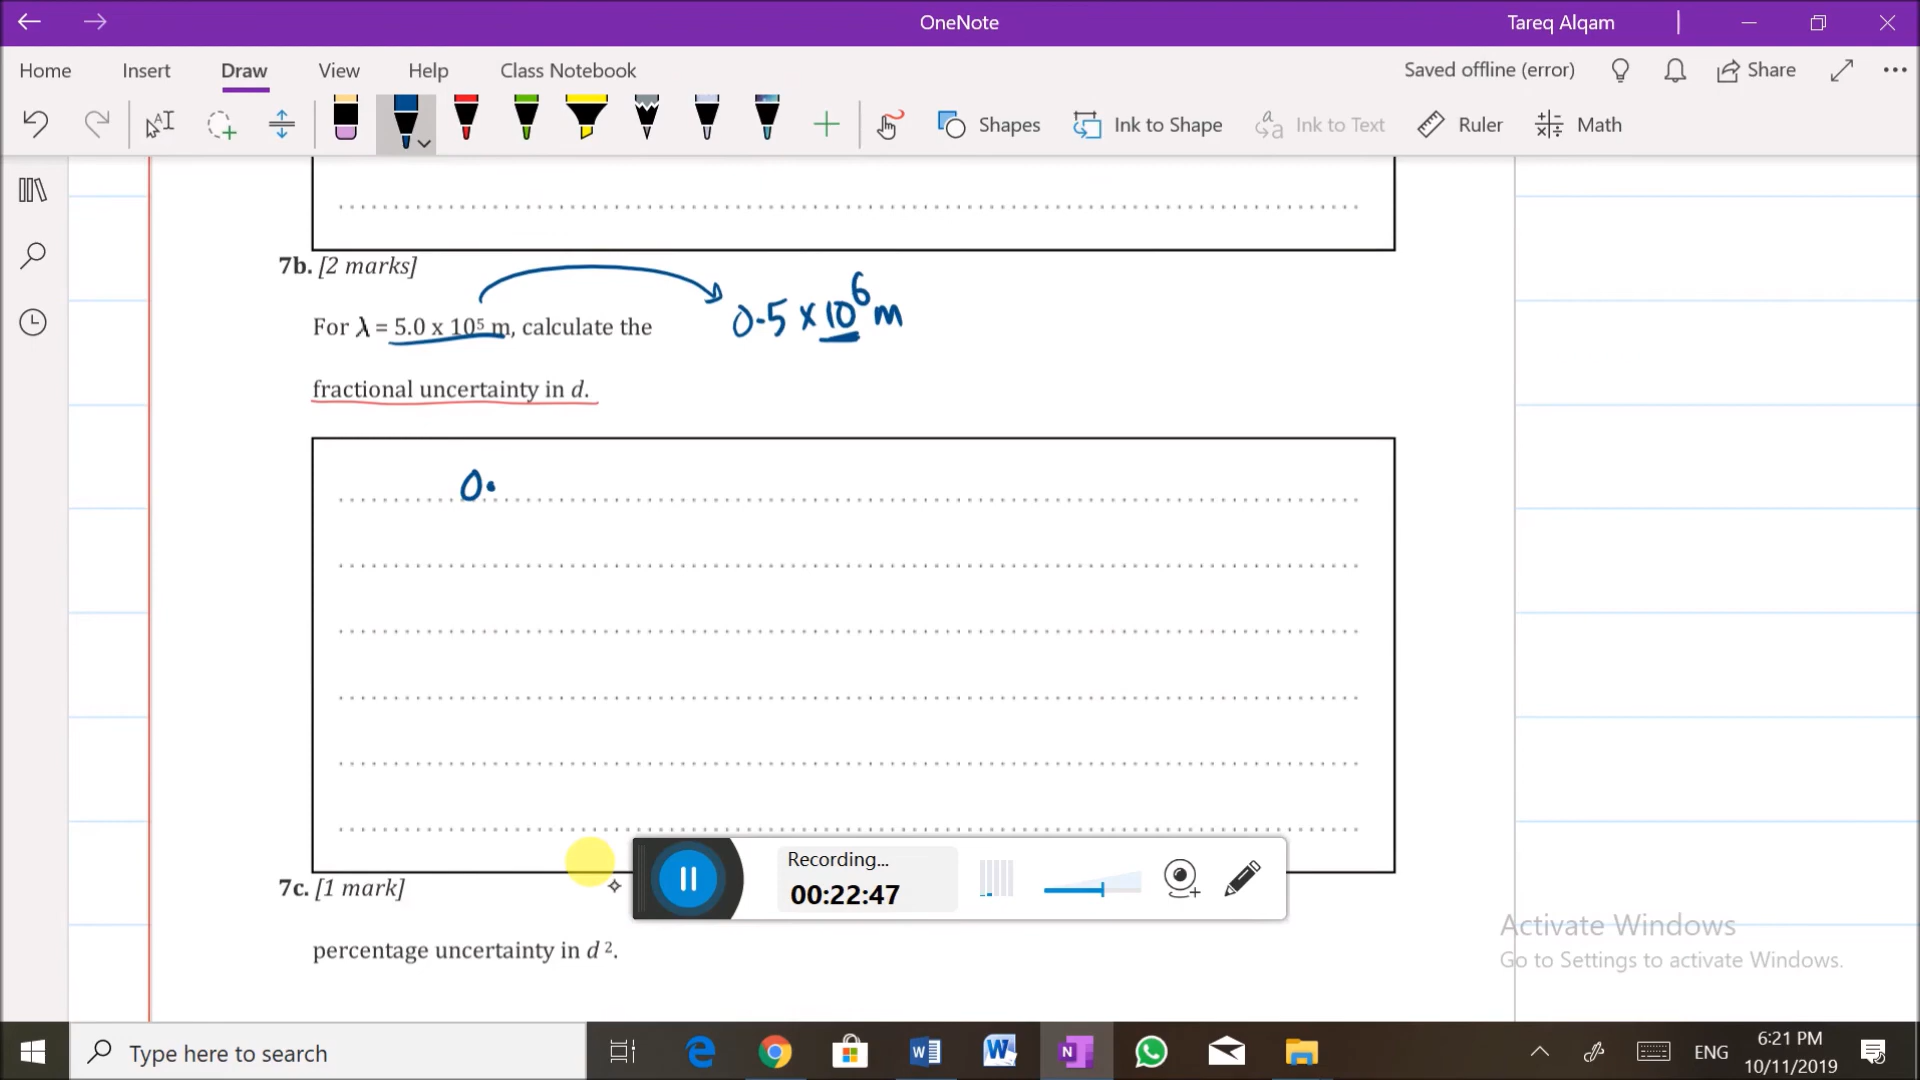 OneNote
Tareq Alqam
Home Insert Draw View Help Class Notebook
Saved offline (error) Share
Shapes Ink to Shape Ink to Text Ruler Math
7b. [2 marks]
For λ = 5.0 x 10⁵ m, calculate the
0.5 × 10⁶ m
fractional uncertainty in d.
0.
Recording...
00:22:47
7c. [1 mark]
percentage uncertainty in d ².
Activate Windows
Go to Settings to activate Windows.
Type here to search
ENG
6:21 PM
10/11/2019